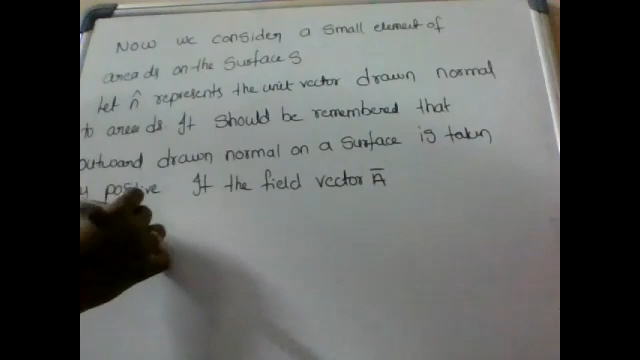 Now we consider a small element of
area ds on the surface S
Let n̂ represents the unit vector drawn normal
to area ds It should be remembered that
outward drawn normal on a surface is taken
positive If the field vector A̅